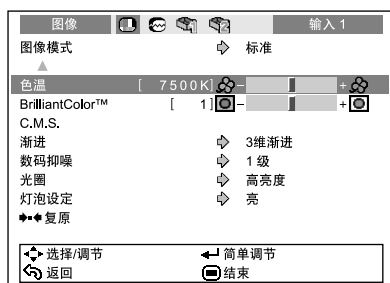 图像 输入 1
图像模式 标准
色温 [ 7500K] - +
BrilliantColor™ [ 1] - +
C.M.S.
渐进 3维渐进
数码抑噪 1 级
光圈 高亮度
灯泡设定 亮
复原
选择/调节 简单调节
返回 结束